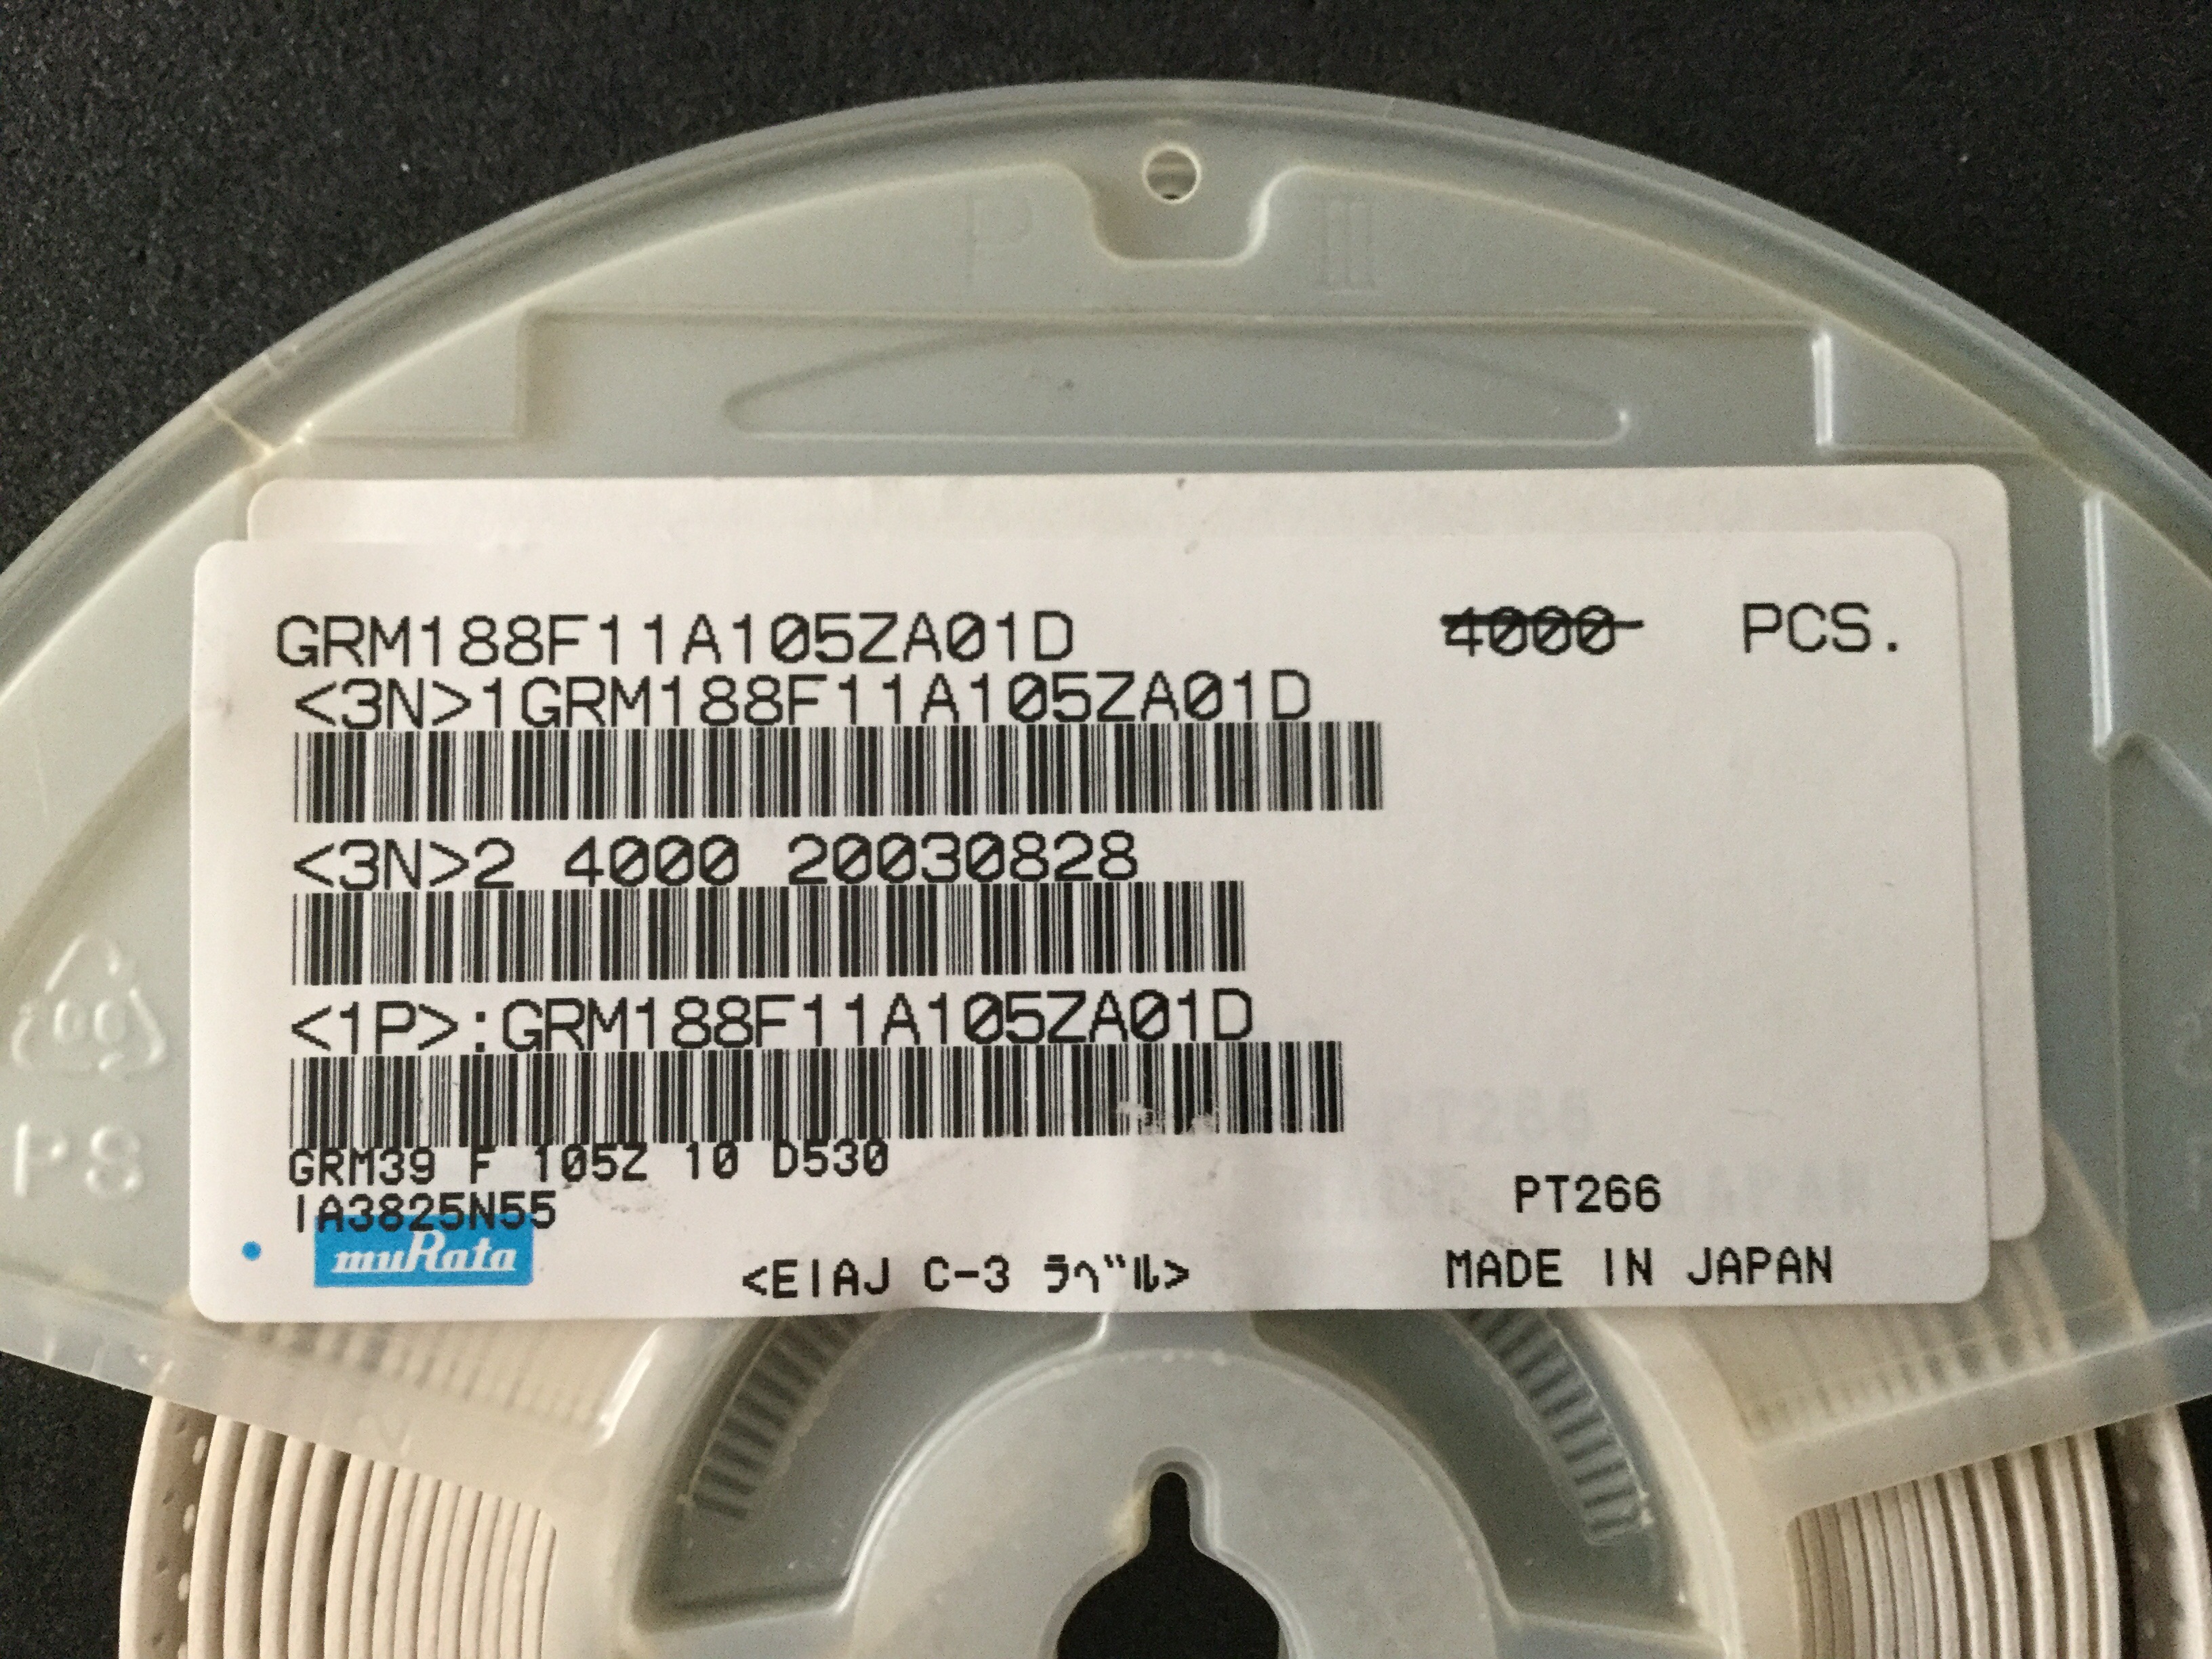 GRM188F11A105ZA01D 4000 PCS.
<3N>1GRM188F11A105ZA01D
<3N>2 4000 20030828
<1P>:GRM188F11A105ZA01D
GRM39 F 105Z 10 D530
IA3825N55
PT266
muRata
<EIAJ C-3 ラベル>
MADE IN JAPAN